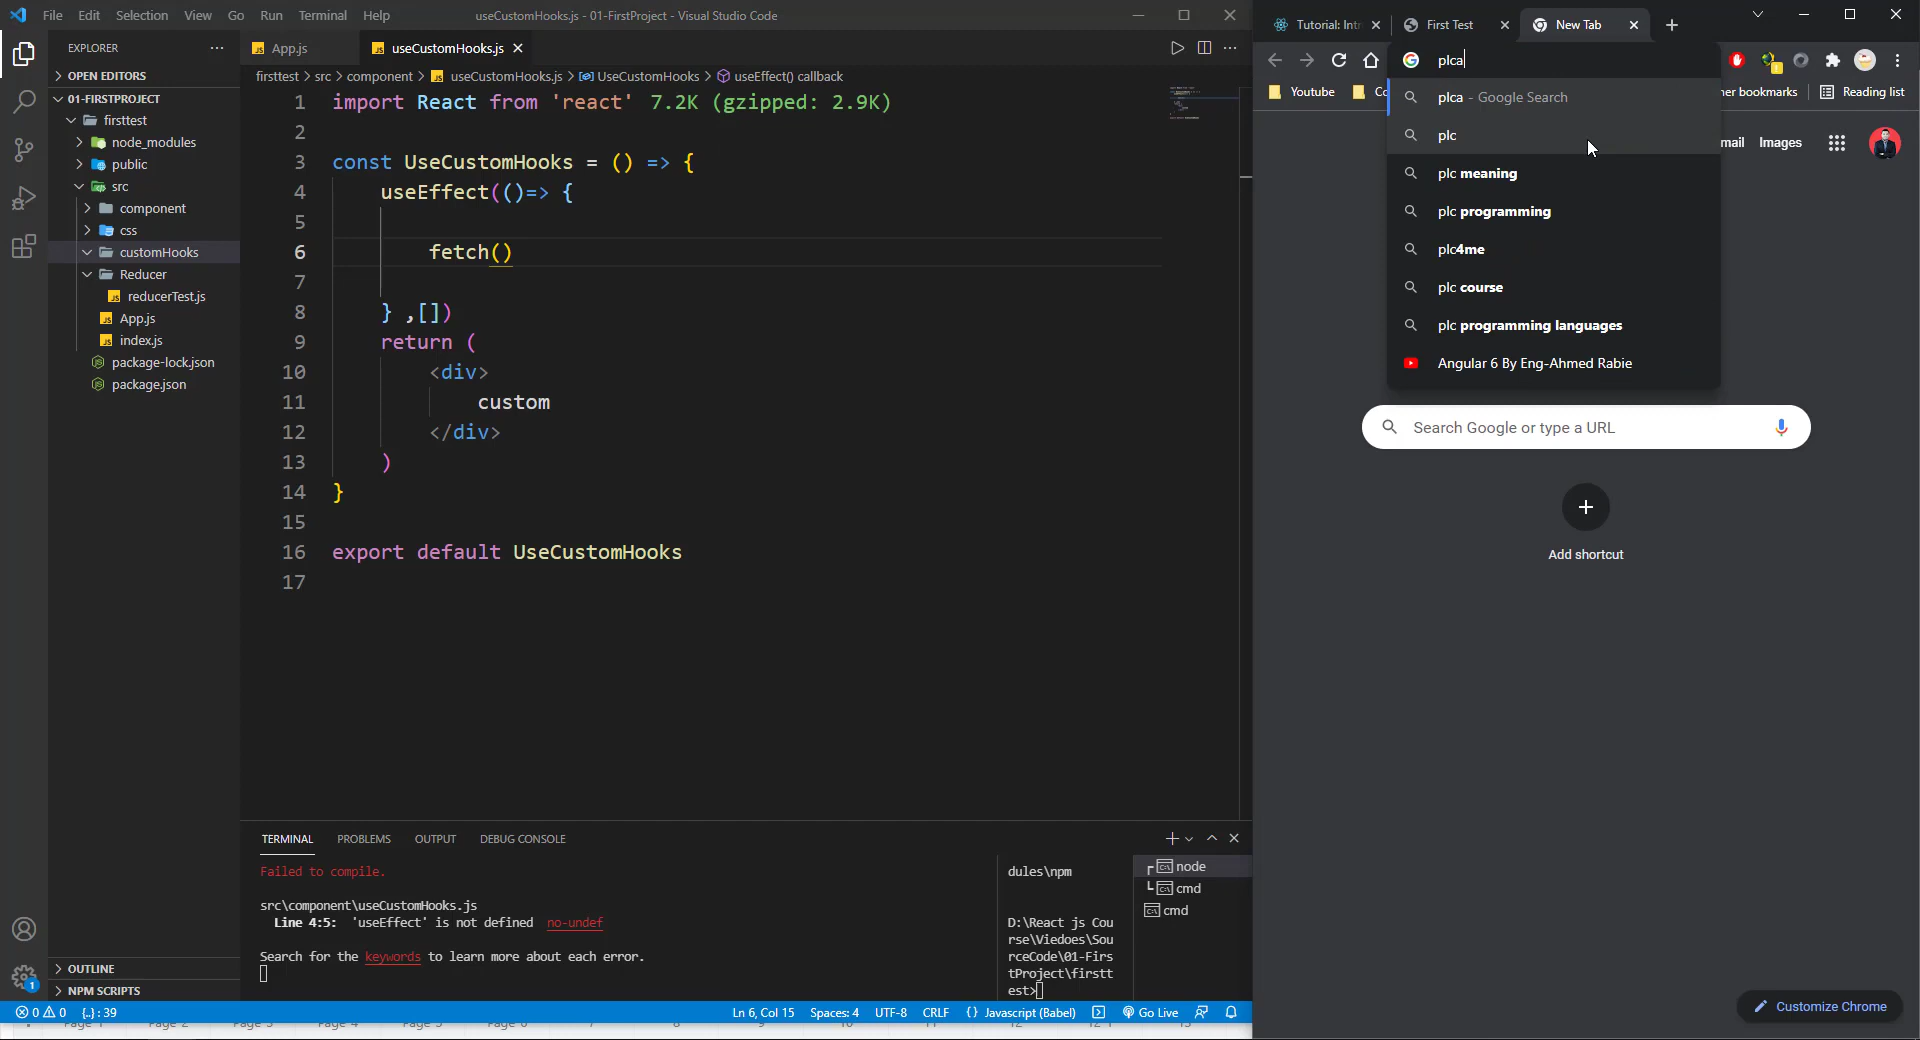 File Edit Selection View Go Run Terminal Help
useCustomHooks.js - 01-FirstProject - Visual Studio Code
EXPLORER
OPEN EDITORS
01-FIRSTPROJECT
firsttest
node_modules
public
src
component
css
customHooks
Reducer
reducerTest.js
App.js
index.js
package-lock.json
package.json
OUTLINE
NPM SCRIPTS
App.js
useCustomHooks.js
firsttest > src > component > useCustomHooks.js > UseCustomHooks > useEffect() callback
1 import React from 'react' 7.2K (gzipped: 2.9K)
2
3 const UseCustomHooks = () => {
4 useEffect(()=> {
5
6 fetch()
7
8 } ,[])
9 return (
10 <div>
11 custom
12 </div>
13 )
14 }
15
16 export default UseCustomHooks
17
TERMINAL PROBLEMS OUTPUT DEBUG CONSOLE
Failed to compile.
src\component\useCustomHooks.js
Line 4:5: 'useEffect' is not defined no-undef
Search for the keywords to learn more about each error.
dules\npm
D:\React js Cou
rse\Viedoes\Sou
rceCode\01-Firs
tProject\firstt
est>
node
cmd
cmd
1
0 0 {..} : 39
Ln 6, Col 15 Spaces: 4 UTF-8 CRLF {} Javascript (Babel) Go Live
Tutorial: Int
First Test
New Tab
plca
Youtube
her bookmarks
Reading list
plca - Google Search
plc
plc meaning
plc programming
plc4me
plc course
plc programming languages
Angular 6 By Eng-Ahmed Rabie
mail Images
Search Google or type a URL
Add shortcut
Customize Chrome